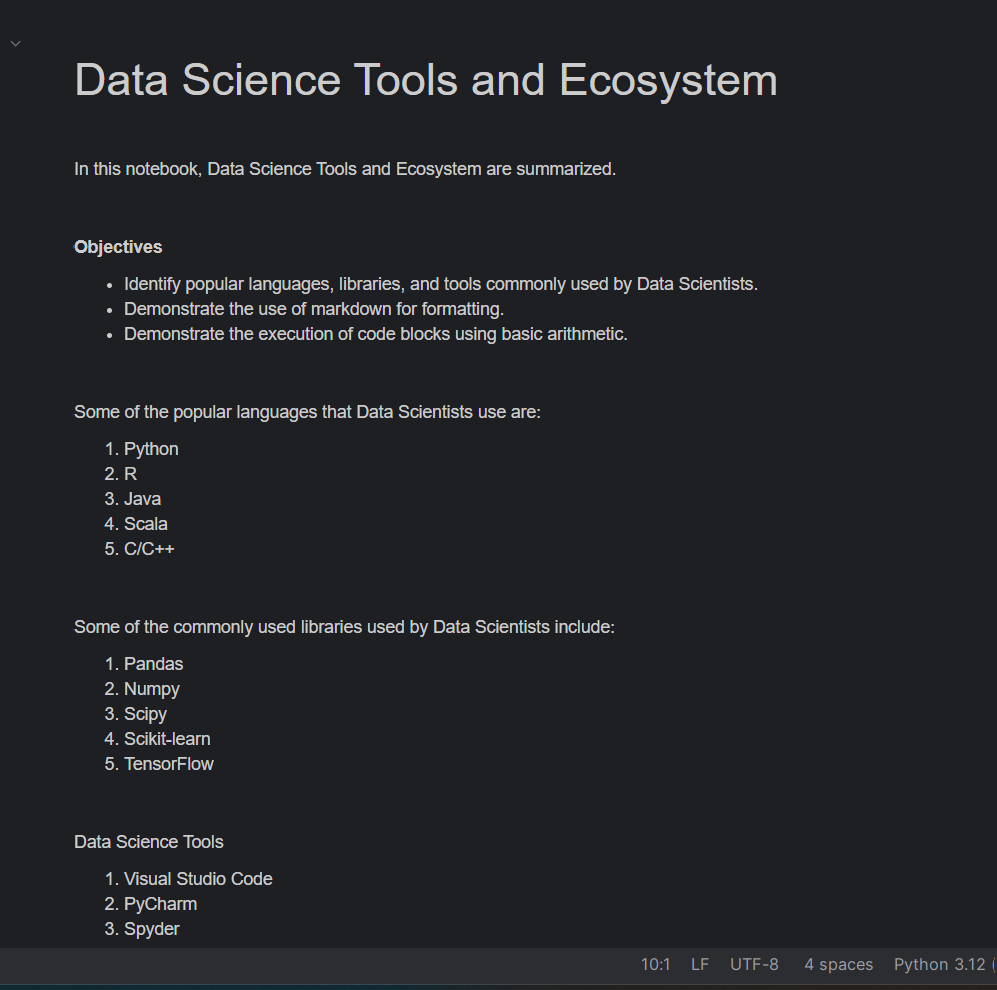 Data Science Tools and Ecosystem
In this notebook, Data Science Tools and Ecosystem are summarized.
Objectives
• Identify popular languages, libraries, and tools commonly used by Data Scientists.
• Demonstrate the use of markdown for formatting.
• Demonstrate the execution of code blocks using basic arithmetic.
Some of the popular languages that Data Scientists use are:
1. Python
2. R
3. Java
4. Scala
5. C/C++
Some of the commonly used libraries used by Data Scientists include:
1. Pandas
2. Numpy
3. Scipy
4. Scikit-learn
5. TensorFlow
Data Science Tools
1. Visual Studio Code
2. PyCharm
3. Spyder
10:1 LF UTF-8 4 spaces Python 3.12 (